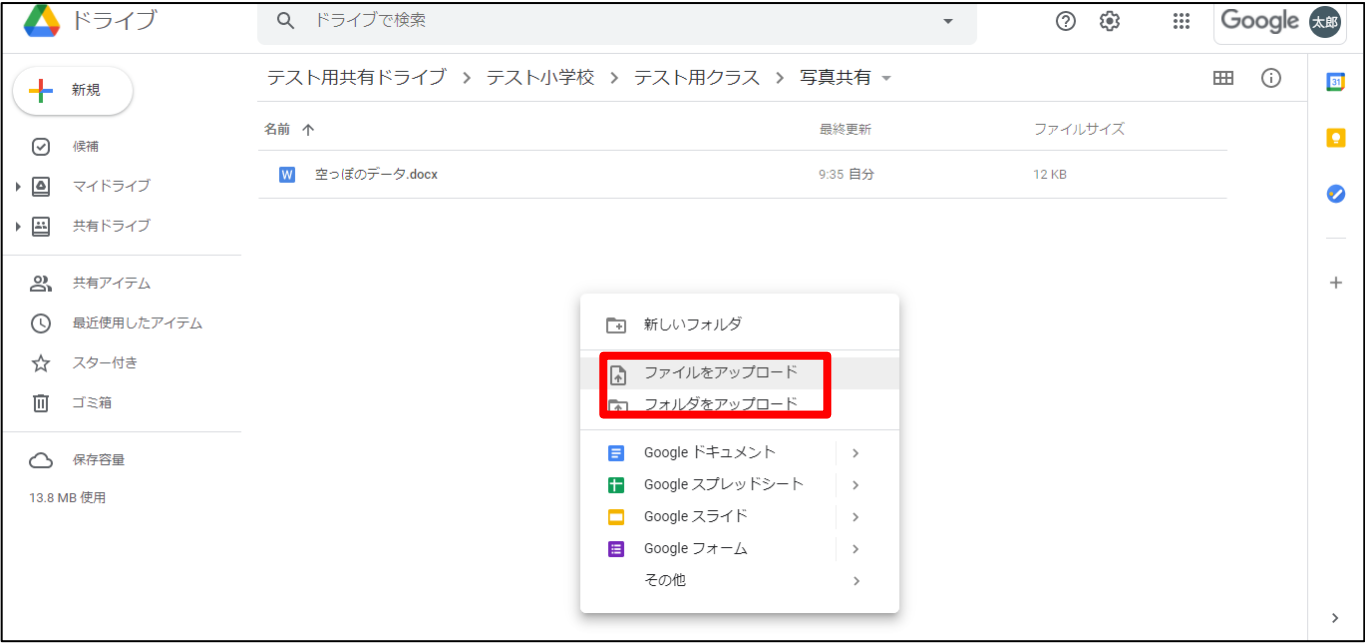 ドライブ
ドライブで検索
Google
太郎
新規
テスト用共有ドライブ > テスト小学校 > テスト用クラス > 写真共有
31
名前
最終更新
ファイルサイズ
候補
W 空っぽのデータ.docx
9:35 自分
12 KB
マイドライブ
共有ドライブ
共有アイテム
最近使用したアイテム
スター付き
ゴミ箱
保存容量
13.8 MB 使用
新しいフォルダ
ファイルをアップロード
フォルダをアップロード
Google ドキュメント
Google スプレッドシート
Google スライド
Google フォーム
その他